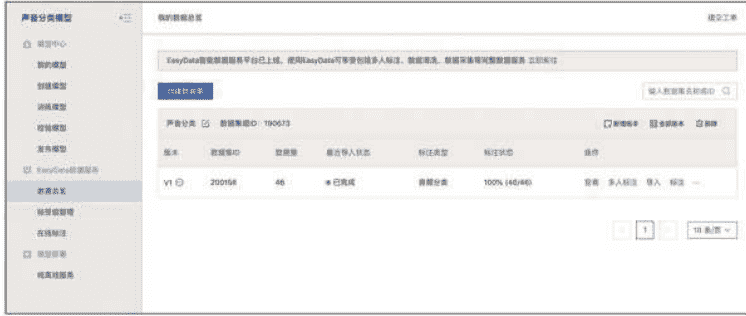 声音分类模型
我的数据总览
提交工单
模型中心
我的模型
创建模型
训练模型
校验模型
发布模型
EasyData数据服务
数据总览
标签组管理
在线标注
模型部署
纯离线服务
EasyData智能数据服务平台已上线，使用EasyData可享受包括多人标注、数据清洗、数据采集等完整数据服务 立即前往
创建数据集
输入数据集名称或ID
声音分类 数据集组ID：190673
新增版本 全部版本 删除
版本 数据集ID 数据量 最近导入状态 标注类型 标注状态 操作
V1 200158 46 已完成 音频分类 100% (46/46) 查看 多人标注 导入 标注 ...
1
10 条/页